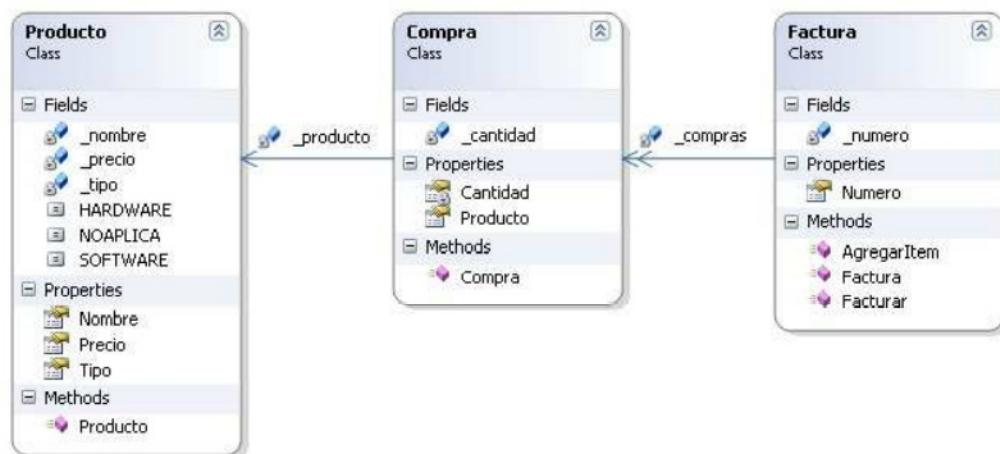 Producto
Class
Fields
_nombre
_precio
_tipo
HARDWARE
NOAPLICA
SOFTWARE
Properties
Nombre
Precio
Tipo
Methods
Producto
_producto
Compra
Class
Fields
_cantidad
Properties
Cantidad
Producto
Methods
Compra
_compras
Factura
Class
Fields
_numero
Properties
Numero
Methods
AgregarItem
Factura
Facturar